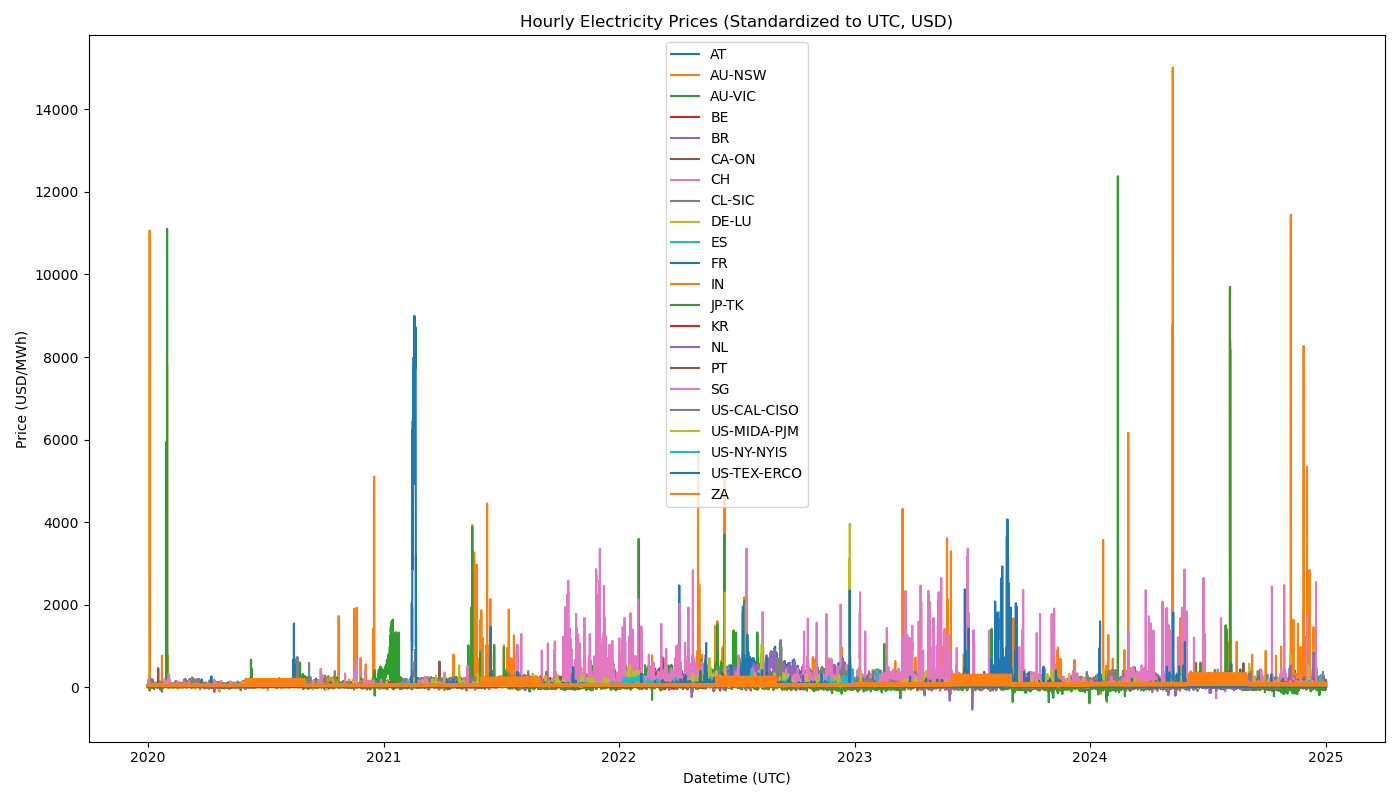 Hourly Electricity Prices (Standardized to UTC, USD)
AT
AU-NSW
AU-VIC
BE
BR
CA-ON
CH
CL-SIC
DE-LU
ES
FR
IN
JP-TK
KR
NL
PT
SG
US-CAL-CISO
US-MIDA-PJM
US-NY-NYIS
US-TEX-ERCO
ZA
14000
12000
10000
8000
6000
4000
2000
0
Price (USD/MWh)
2020
2021
2022
2023
2024
2025
Datetime (UTC)